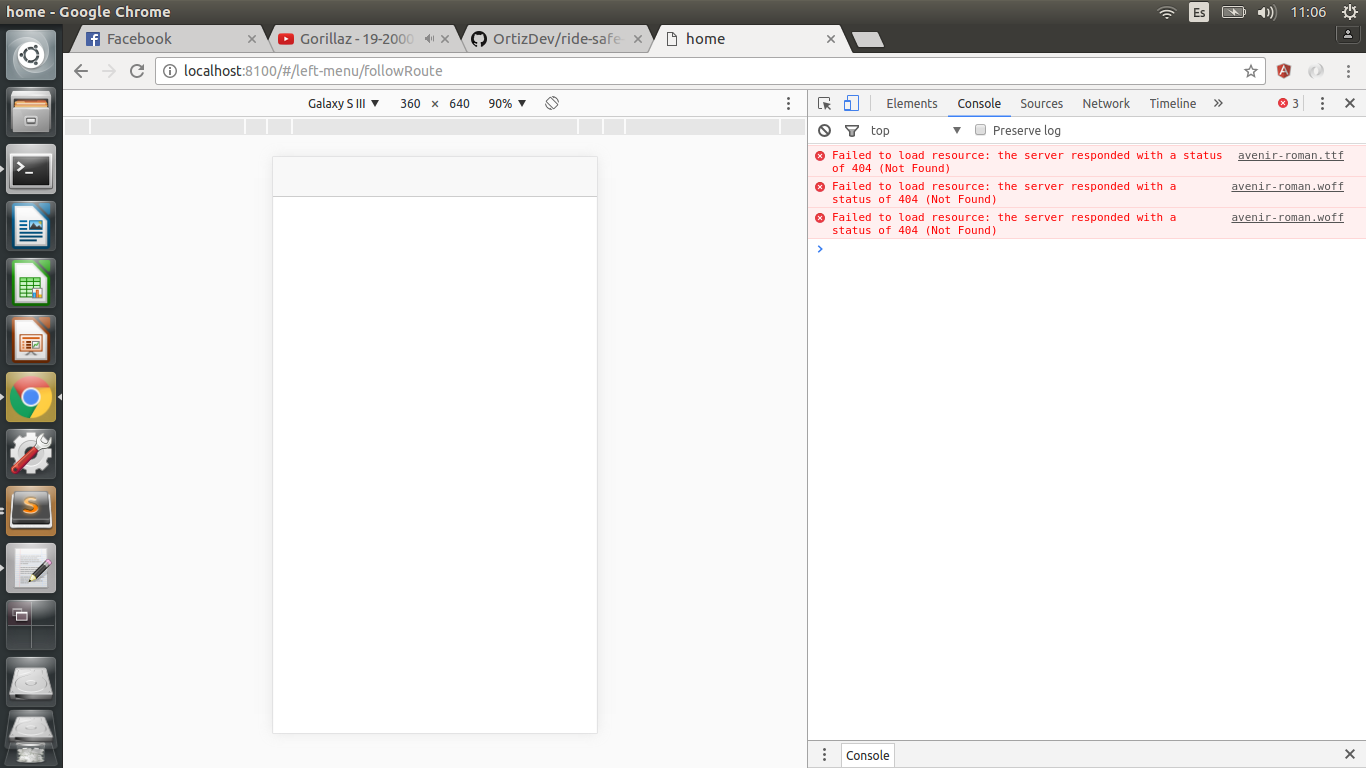 home - Google Chrome
Es
11:06
Facebook
Gorillaz - 19-2000
OrtizDev/ride-safe
home
localhost:8100/#/left-menu/followRoute
Galaxy S III ▼ 360 × 640 90% ▼
Elements Console Sources Network Timeline » 3
top ▼ Preserve log
Failed to load resource: the server responded with a status avenir-roman.ttf
of 404 (Not Found)
Failed to load resource: the server responded with a avenir-roman.woff
status of 404 (Not Found)
Failed to load resource: the server responded with a avenir-roman.woff
status of 404 (Not Found)
Console